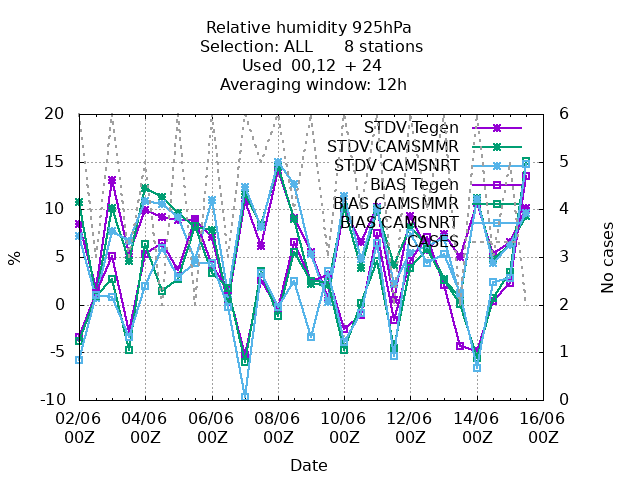 Relative humidity 925hPa
Selection: ALL 8 stations
Used 00,12 + 24
Averaging window: 12h
20 6
STDV Tegen
STDV CAMSMMR
15 5
STDV CAMSNRT
BIAS Tegen
10 4
BIAS CAMSMMR
BIAS CAMSNRT
CASES
5 3
% No cases
0 2
-5 1
-10 0
02/06 04/06 06/06 08/06 10/06 12/06 14/06 16/06
00Z 00Z 00Z 00Z 00Z 00Z 00Z 00Z
Date